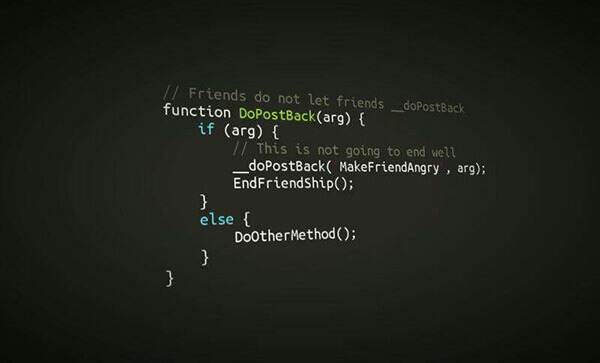 // Friends do not let friends __doPostBack
function DoPostBack(arg) {
if (arg) {
// This is not going to end well
__doPostBack('MakeFriendAngry', arg);
EndFriendShip();
}
else {
DoOtherMethod();
}
}